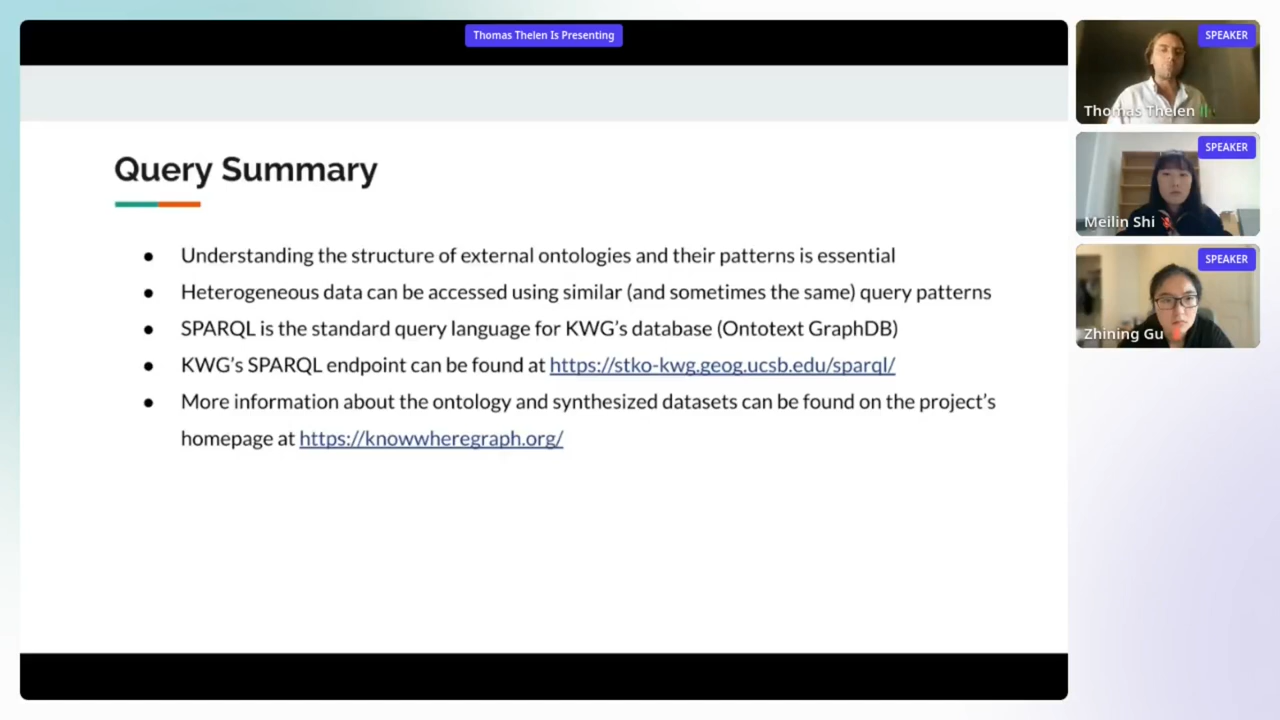 Thomas Thelen Is Presenting
Query Summary
● Understanding the structure of external ontologies and their patterns is essential
● Heterogeneous data can be accessed using similar (and sometimes the same) query patterns
● SPARQL is the standard query language for KWG's database (Ontotext GraphDB)
● KWG's SPARQL endpoint can be found at https://stko-kwg.geog.ucsb.edu/sparql/
● More information about the ontology and synthesized datasets can be found on the project's
homepage at https://knowwheregraph.org/
SPEAKER
Thomas Thelen
SPEAKER
Meilin Shi
SPEAKER
Zhining Gu